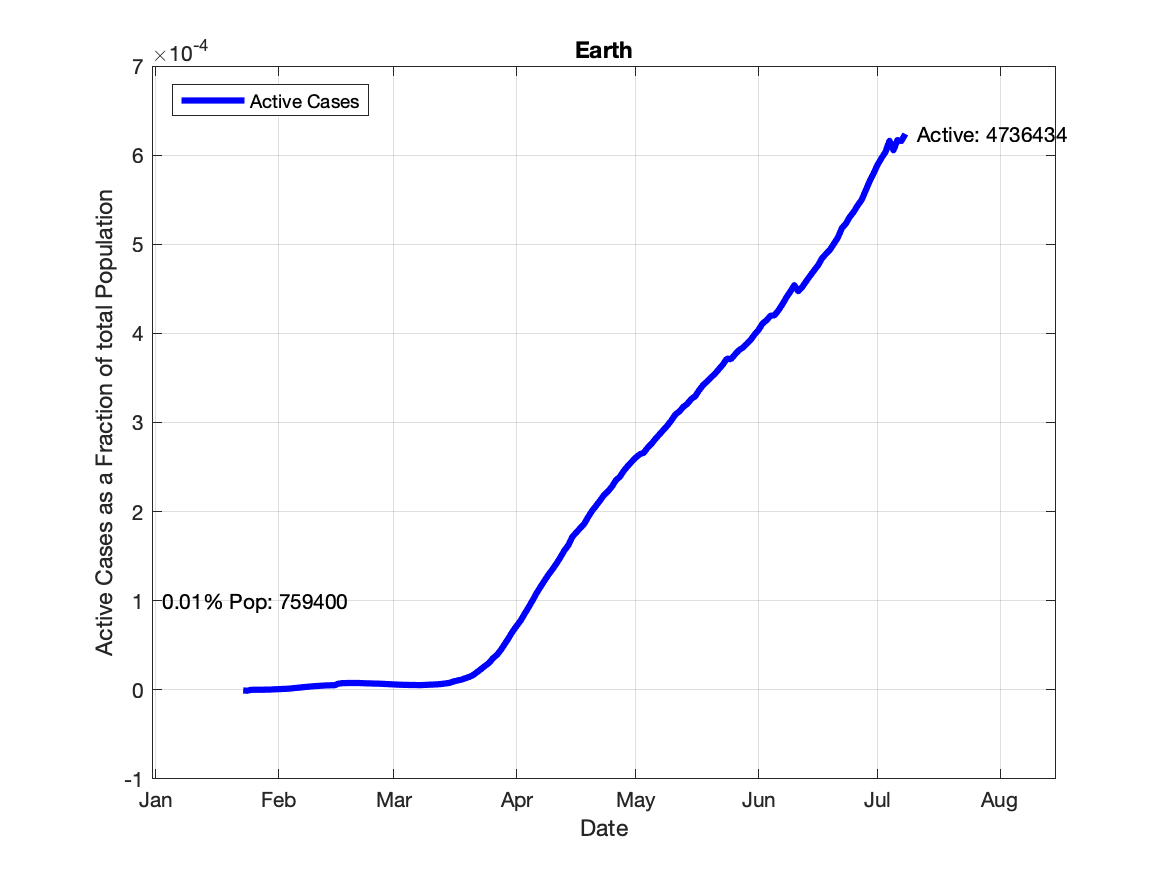 Earth
×10-4
Active Cases
7
6
5
4
3
2
1
0
-1
Active: 4736434
0.01% Pop: 759400
Active Cases as a Fraction of total Population
Jan Feb Mar Apr May Jun Jul Aug
Date